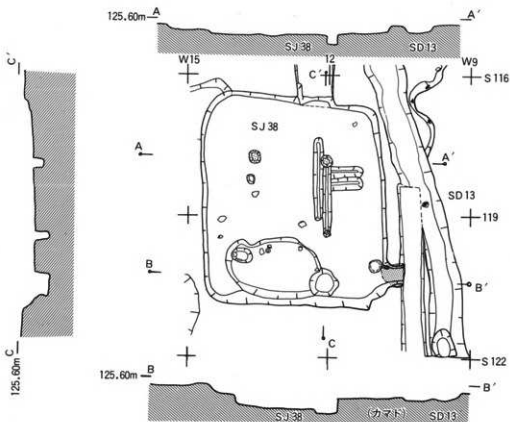 125.60m A A'
SJ 38 SD 13
W15 C' 12 W9
S 116
SJ 38
A A'
SD 13
119
B B'
C
S 122
125.60m B B'
SJ 38 (カマド) SD 13
C'
C
125.60m